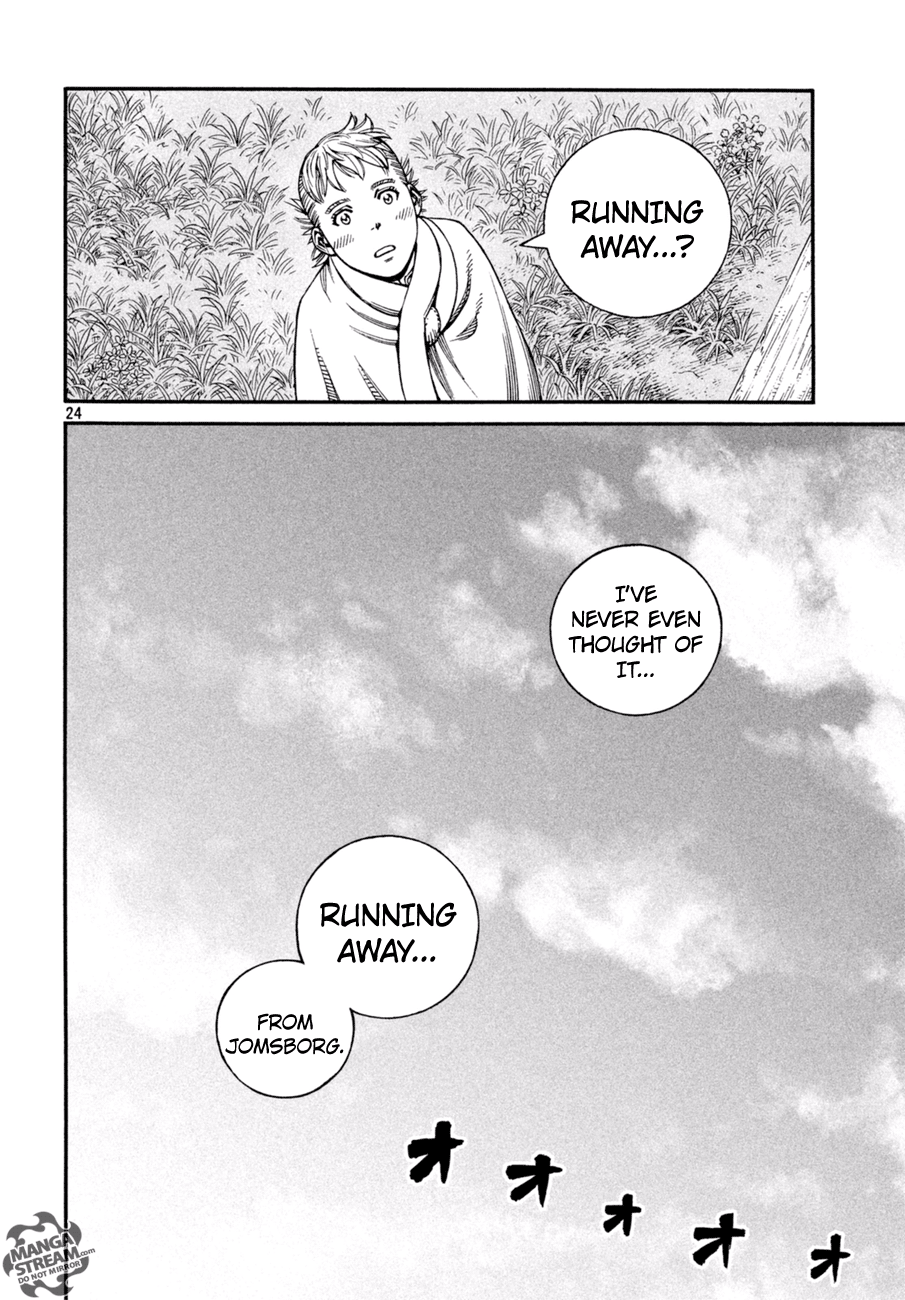 RUNNING
AWAY...?
24
I'VE
NEVER EVEN
THOUGHT OF
IT...
RUNNING
AWAY...
FROM
JOMSBORG.
オオオオオ
MANGA
STREAM.com
DO NOT MIRROR!